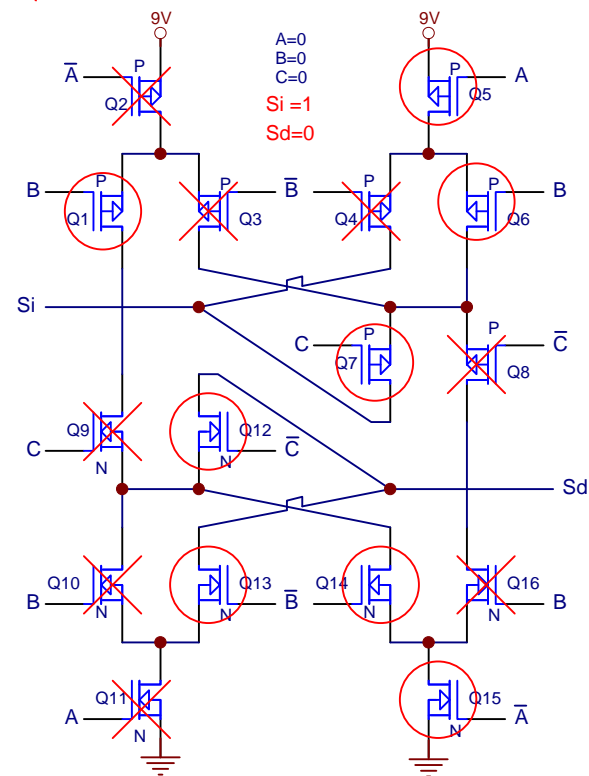 9V 9V
A=0
B=0
C=0
Si =1
Sd=0
A̅ P Q2 P Q5 A
B P Q1 P Q3 B̅ P Q4 P Q6 B
Si
C P Q7 P Q8 C̅
C Q9 N Q12 N C̅
Sd
B Q10 N Q13 N B̅ Q14 N Q16 N B
A Q11 N Q15 N A̅